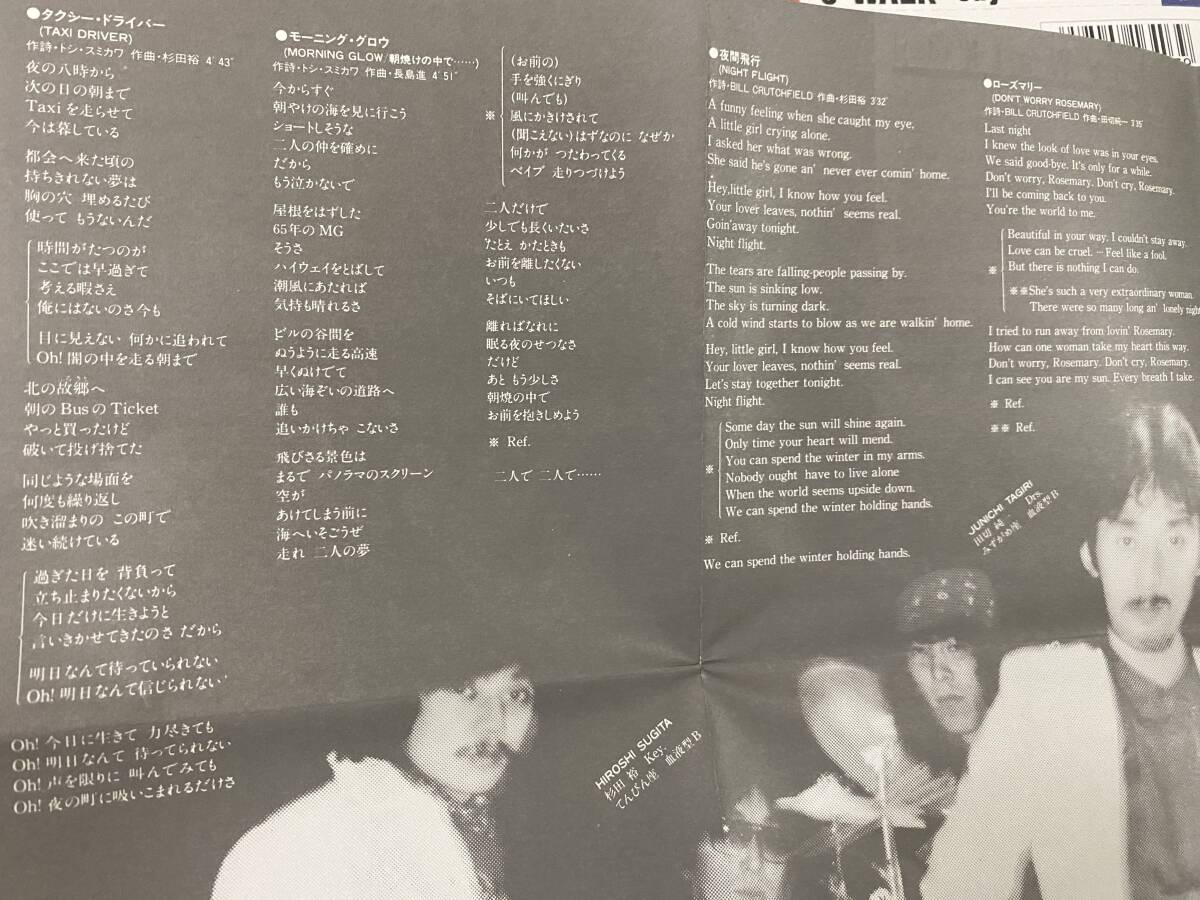 ●タクシー・ドライバー
(TAXI DRIVER)
作詩・トシ・スミカワ 作曲・杉田裕 4′43″
夜の八時から
次の日の朝まで
Taxiを走らせて
今は暮している
都会へ来た頃の
持ちきれない夢は
胸の穴 埋めるたび
使って もうないんだ
時間がたつのが
ここでは早過ぎて
考える暇さえ
俺にはないのさ今も
目に見えない 何かに追われて
Oh! 闇の中を走る朝まで
北の故郷へ
朝のBusのTicket
やっと買ったけど
破いて投げ捨てた
同じような場面を
何度も繰り返し
吹き溜まりの この町で
迷い続けている
過ぎた日を 背負って
立ち止まりたくないから
今日だけに生きようと
言いきかせてきたのさ だから
明日なんて待っていられない
Oh! 明日なんて信じられない
Oh! 今日に生きて 力尽きても
Oh! 明日なんて 待ってられない
Oh! 声を限りに 叫んでみても
Oh! 夜の町に吸いこまれるだけさ
●モーニング・グロウ
(MORNING GLOW/朝焼けの中で……)
作詩・トシ・スミカワ 作曲・長島進 4′51″
今からすぐ
朝やけの海を見に行こう
ショートしそうな
二人の仲を確めに
だから
もう泣かないで
屋根をはずした
65年のMG
そうさ
ハイウェイをとばして
潮風にあたれば
気持も晴れるさ
ビルの谷間を
ぬうように走る高速
早くぬけでて
広い海ぞいの道路へ
誰も
追いかけちゃ こないさ
飛びさる景色は
まるで パノラマのスクリーン
空が
あけてしまう前に
海へいそごうぜ
走れ 二人の夢
(お前の)
手を強くにぎり
(叫んでも)
※ 風にかきけされて
(聞こえない)はずなのに なぜか
何かが つたわってくる
ベイブ 走りつづけよう
二人だけで
少しでも長くいたいさ
たとえ かたときも
お前を離したくない
いつも
そばにいてほしい
離ればなれに
眠る夜のせつなさ
だけど
あと もう少しさ
朝焼の中で
お前を抱きしめよう
※ Ref.
二人で 二人で……
●夜間飛行
(NIGHT FLIGHT)
作詩・BILL CRUTCHFIELD 作曲・杉田裕 3′32″
A funny feeling when she caught my eye.
A little girl crying alone.
I asked her what was wrong.
She said he's gone an' never ever comin' home.
Hey,little girl, I know how you feel.
Your lover leaves, nothin' seems real.
Goin'away tonight.
Night flight.
The tears are falling-people passing by.
The sun is sinking low.
The sky is turning dark.
A cold wind starts to blow as we are walkin' home.
Hey, little girl, I know how you feel.
Your lover leaves, nothin' seems real.
Let's stay together tonight.
Night flight.
Some day the sun will shine again.
Only time your heart will mend.
※ You can spend the winter in my arms.
Nobody ought have to live alone
When the world seems upside down.
We can spend the winter holding hands.
※ Ref.
We can spend the winter holding hands.
●ローズマリー
(DON'T WORRY ROSEMARY)
作詩・BILL CRUTCHFIELD 作曲・田切純一 3′35″
Last night
I knew the look of love was in your eyes.
We said good-bye. It's only for a while.
Don't worry, Rosemary. Don't cry, Rosemary.
I'll be coming back to you.
You're the world to me.
Beautiful in your way. I couldn't stay away.
Love can be cruel. ─ Feel like a fool.
※ But there is nothing I can do.
※※She's such a very extraordinary woman.
There were so many long an' lonely night
I tried to run away from lovin' Rosemary.
How can one woman take my heart this way.
Don't worry, Rosemary. Don't cry, Rosemary.
I can see you are my sun. Every breath I take.
※ Ref.
※※ Ref.
JUNICHI TAGIRI
田切純一 Drs.
みずがめ座 血液型B
HIROSHI SUGITA
杉田 裕 Key.
てんびん座 血液型B